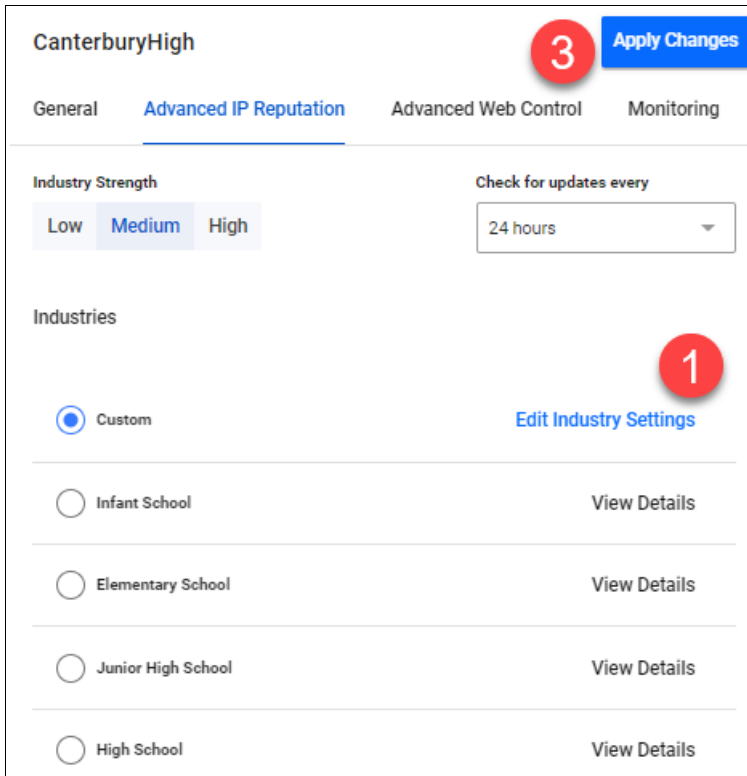 CanterburyHigh
3
Apply Changes
General Advanced IP Reputation Advanced Web Control Monitoring
Industry Strength Check for updates every
Low Medium High 24 hours
Industries
1
Custom Edit Industry Settings
Infant School View Details
Elementary School View Details
Junior High School View Details
High School View Details